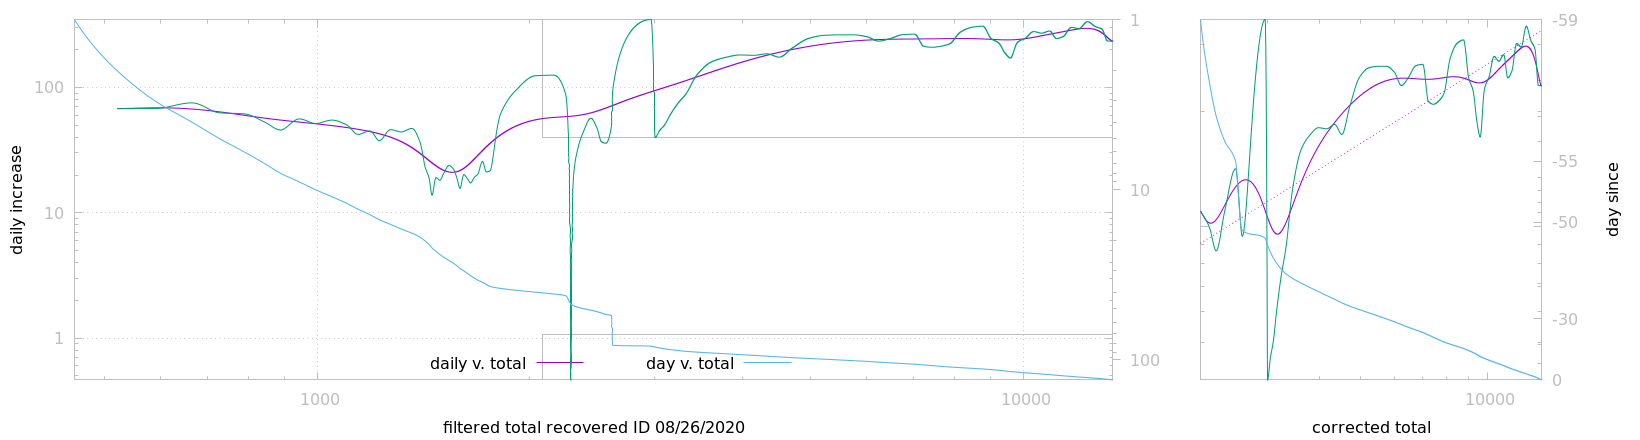 daily increase
100
10
1
1000
10000
1
10
100
daily v. total
day v. total
filtered total recovered ID 08/26/2020
-59
-55
-50
-30
0
day since
10000
corrected total